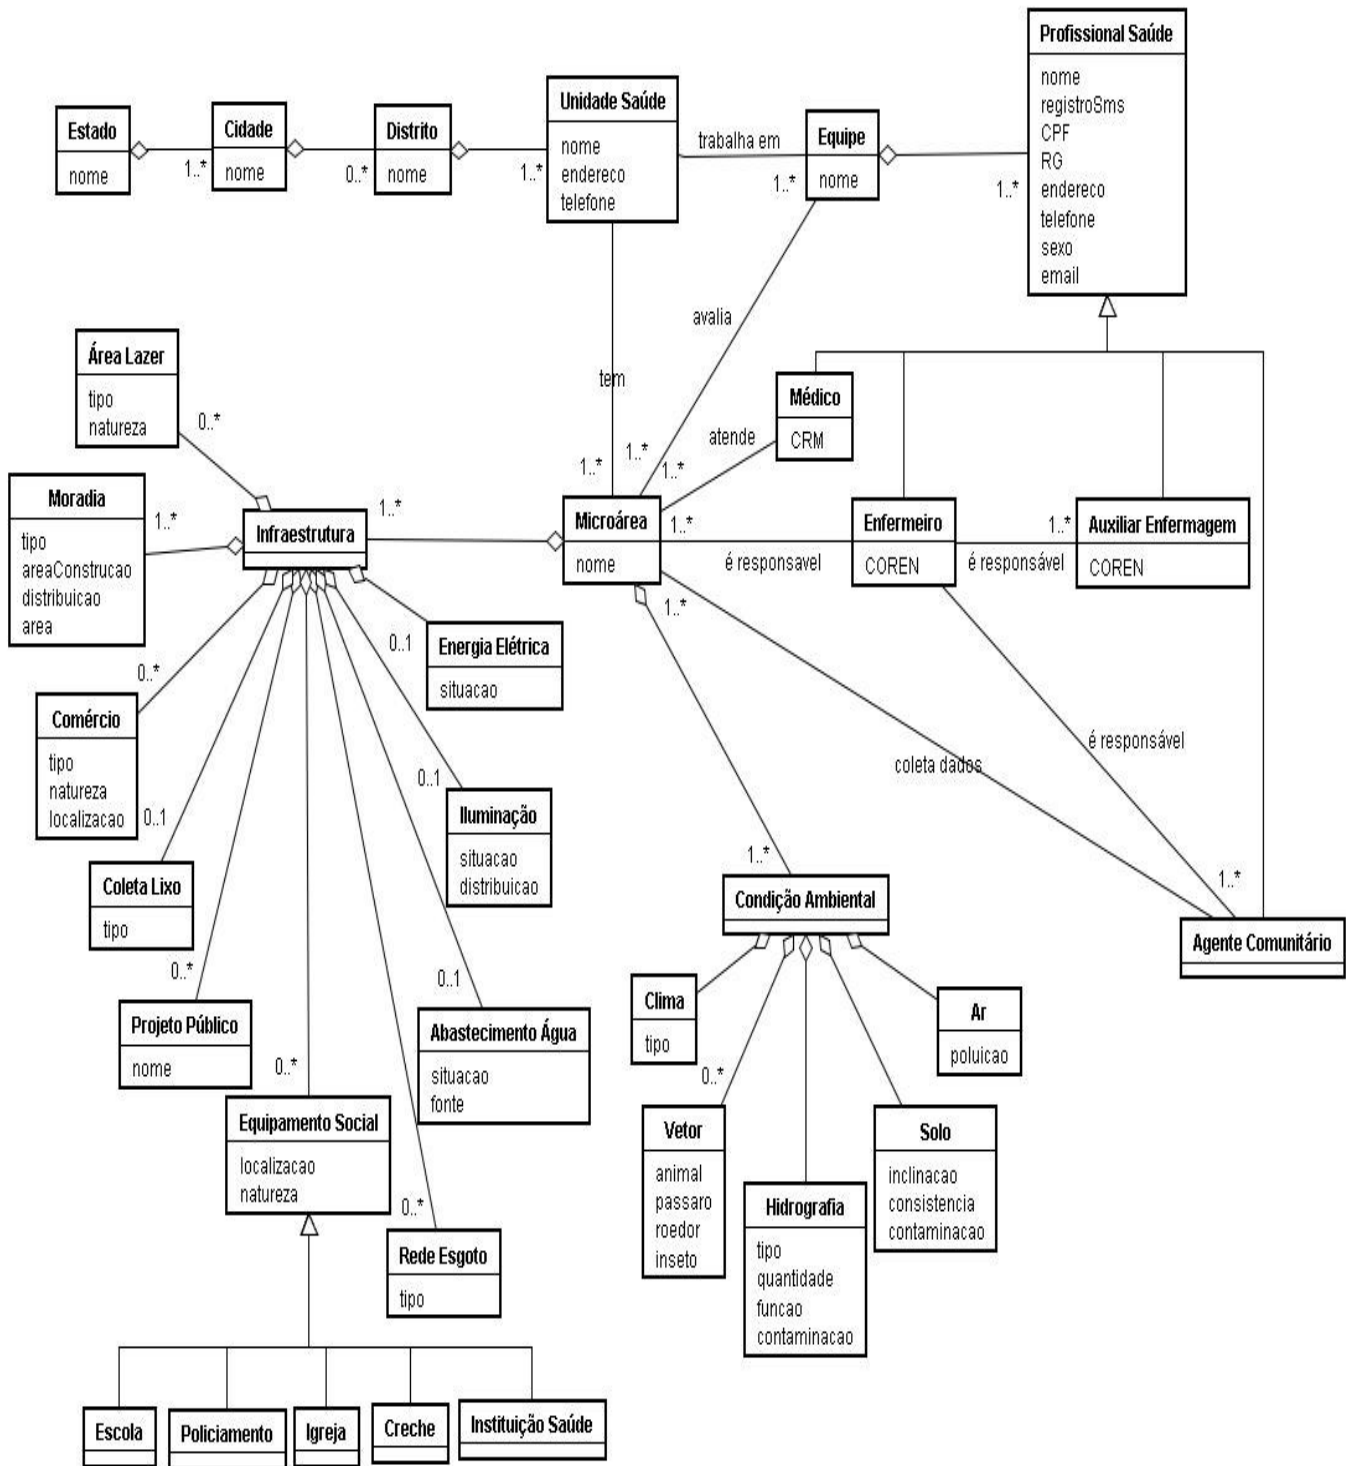 Profissional Saúde
nome
registroSms
CPF
RG
endereco
telefone
sexo
email
Estado
nome
1..*
Cidade
nome
0..*
Distrito
nome
1..*
Unidade Saúde
nome
endereco
telefone
trabalha em
1..*
Equipe
nome
1..*
avalia
tem
Área Lazer
tipo
natureza
0..*
Médico
CRM
atende
1..*
1..*
1..*
Moradia
tipo
areaConstrucao
distribuicao
area
1..*
Infraestrutura
1..*
Microárea
nome
1..*
é responsavel
Enfermeiro
COREN
é responsável
1..*
Auxiliar Enfermagem
COREN
1..*
0..1
Energia Elétrica
situacao
0..*
Comércio
tipo
natureza
localizacao
0..1
é responsável
coleta dados
0..1
Iluminação
situacao
distribuicao
Coleta Lixo
tipo
1..*
Condição Ambiental
1..*
Agente Comunitário
0..*
Projeto Público
nome
0..1
Abastecimento Água
situacao
fonte
Clima
tipo
Ar
poluicao
0..*
0..*
Equipamento Social
localizacao
natureza
Vetor
animal
passaro
roedor
inseto
Solo
inclinacao
consistencia
contaminacao
Hidrografia
tipo
quantidade
funcao
contaminacao
0..*
Rede Esgoto
tipo
Escola
Policiamento
Igreja
Creche
Instituição Saúde